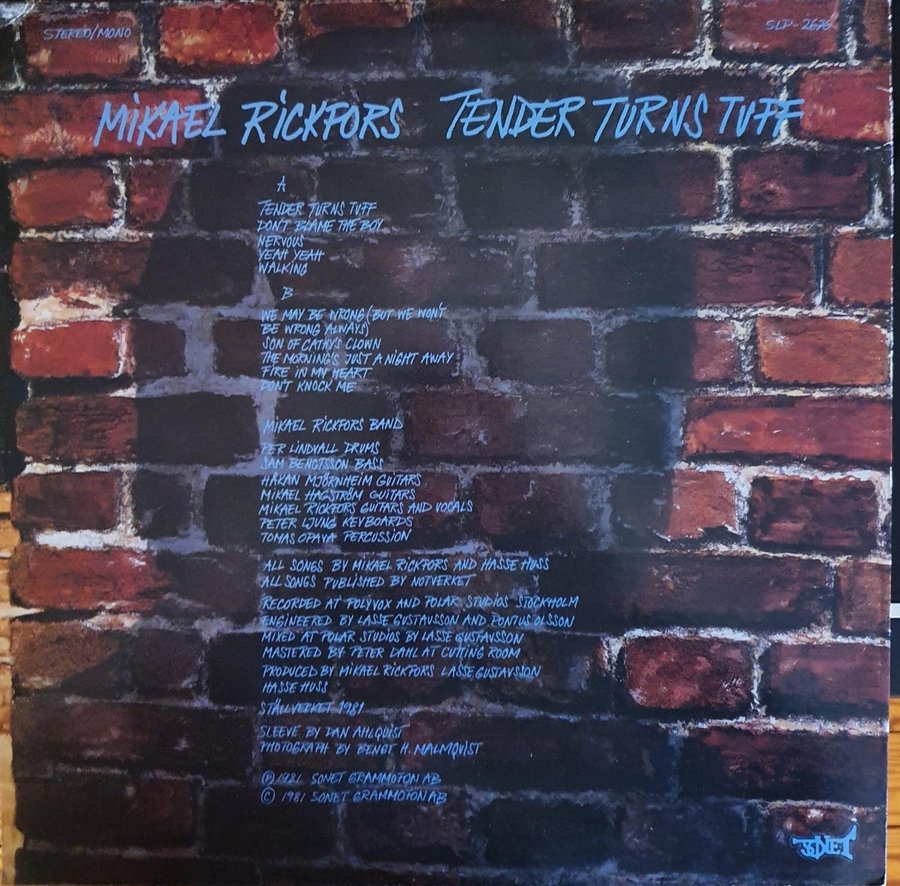 STEREO/MONO
SLP-2676
MIKAEL RICKFORS TENDER TURNS TUFF
A
TENDER TURNS TUFF
DON'T BLAME THE BOY
NERVOUS
YEAH YEAH
WALKING
B
WE MAY BE WRONG (BUT WE WON'T
BE WRONG ALWAYS)
SON OF CATHY'S CLOWN
THE MORNING'S JUST A NIGHT AWAY
FIRE IN MY HEART
DON'T KNOCK ME
MIKAEL RICKFORS BAND
PER LINDVALL DRUMS
SAM BENGTSSON BASS
HÅKAN MJÖRNHEIM GUITARS
MIKAEL HAGSTRÖM GUITARS
MIKAEL RICKFORS GUITARS AND VOCALS
PETER LJUNG KEYBOARDS
TOMAS OPAVA PERCUSSION
ALL SONGS BY MIKAEL RICKFORS AND HASSE HUSS
ALL SONGS PUBLISHED BY NOTVERKET
RECORDED AT POLYVOX AND POLAR STUDIOS STOCKHOLM
ENGINEERED BY LASSE GUSTAVSSON AND PONTUS OLSSON
MIXED AT POLAR STUDIOS BY LASSE GUSTAVSSON
MASTERED BY PETER DAHL AT CUTTING ROOM
PRODUCED BY MIKAEL RICKFORS LASSE GUSTAVSSON
HASSE HUSS
STÅLLVERKET 1981
SLEEVE BY DAN AHLQUIST
PHOTOGRAPH BY BENGT H. MALMQVIST
℗ 1981 SONET GRAMMOFON AB
© 1981 SONET GRAMMOFON AB
SONET